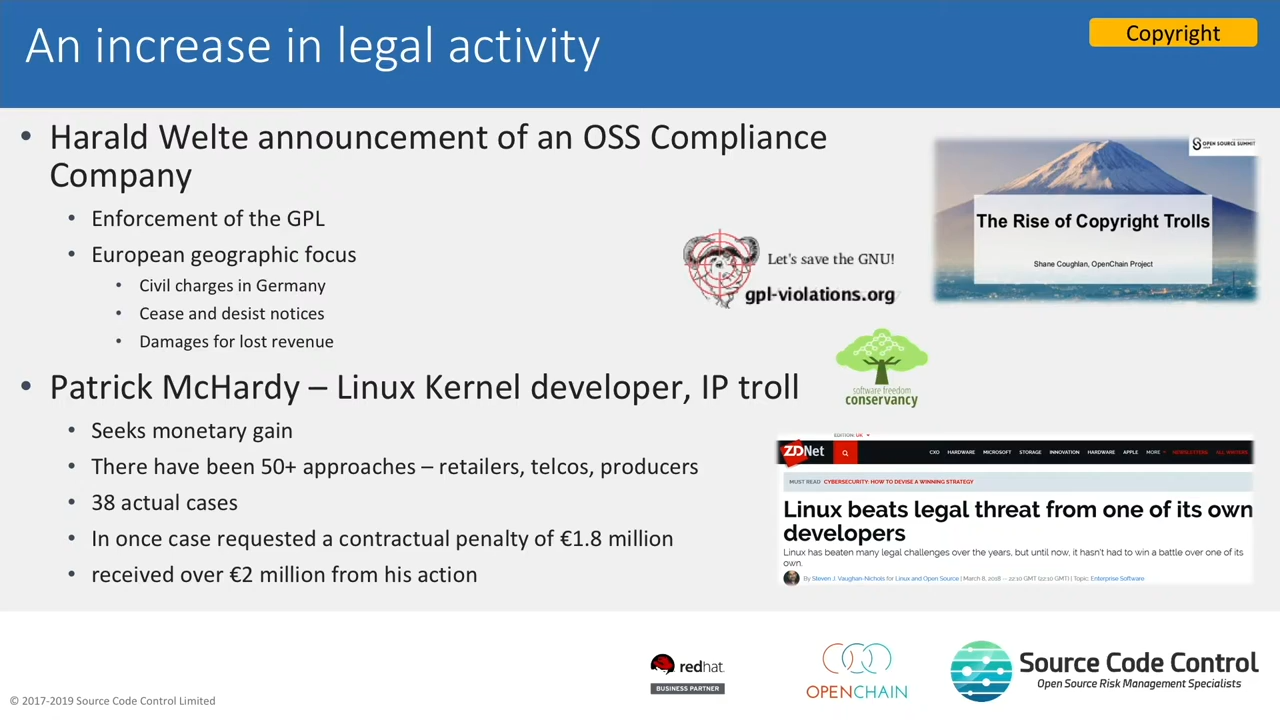 An increase in legal activity
Copyright
• Harald Welte announcement of an OSS Compliance
Company
• Enforcement of the GPL
• European geographic focus
• Civil charges in Germany
• Cease and desist notices
• Damages for lost revenue
• Patrick McHardy – Linux Kernel developer, IP troll
• Seeks monetary gain
• There have been 50+ approaches – retailers, telcos, producers
• 38 actual cases
• In once case requested a contractual penalty of €1.8 million
• received over €2 million from his action
OPEN SOURCE SUMMIT
The Rise of Copyright Trolls
Shane Coughlan, OpenChain Project
Let's save the GNU!
gpl-violations.org
software freedom
conservancy
EDITION: UK
ZDNet
CXO HARDWARE MICROSOFT STORAGE INNOVATION HARDWARE APPLE MORE NEWSLETTERS ALL WRITERS
MUST READ CYBERSECURITY: HOW TO DEVISE A WINNING STRATEGY
Linux beats legal threat from one of its own
developers
Linux has beaten many legal challenges over the years, but until now, it hasn't had to win a battle over one of its
own.
By Steven J. Vaughan-Nichols for Linux and Open Source | March 8, 2018 -- 22:10 GMT (22:10 GMT) | Topic: Enterprise Software
redhat.
BUSINESS PARTNER
OPENCHAIN
Source Code Control
Open Source Risk Management Specialists
© 2017-2019 Source Code Control Limited